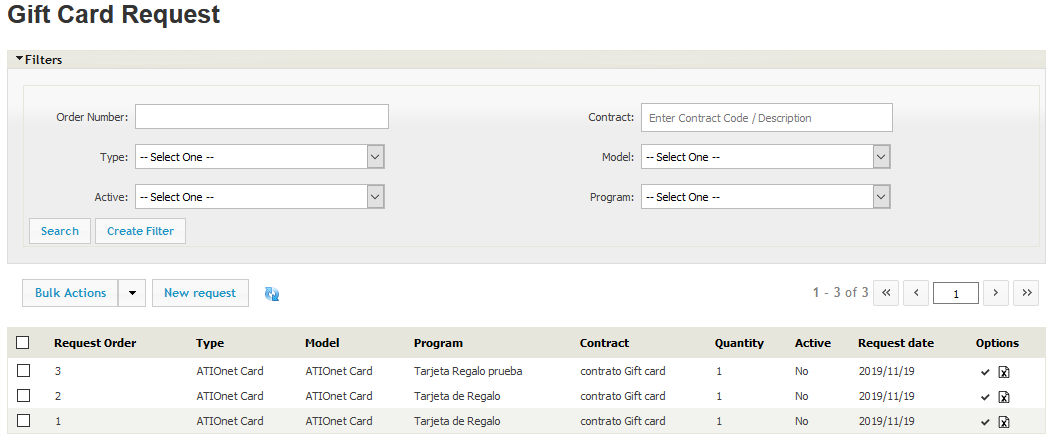 Gift Card Request
Filters
Order Number: Contract: Enter Contract Code / Description
Type: -- Select One -- Model: -- Select One --
Active: -- Select One -- Program: -- Select One --
Search Create Filter
Bulk Actions New request 1 - 3 of 3 « ‹ 1 › »
Request Order Type Model Program Contract Quantity Active Request date Options
3 ATIOnet Card ATIOnet Card Tarjeta Regalo prueba contrato Gift card 1 No 2019/11/19
2 ATIOnet Card ATIOnet Card Tarjeta de Regalo contrato Gift card 1 No 2019/11/19
1 ATIOnet Card ATIOnet Card Tarjeta de Regalo contrato Gift card 1 No 2019/11/19